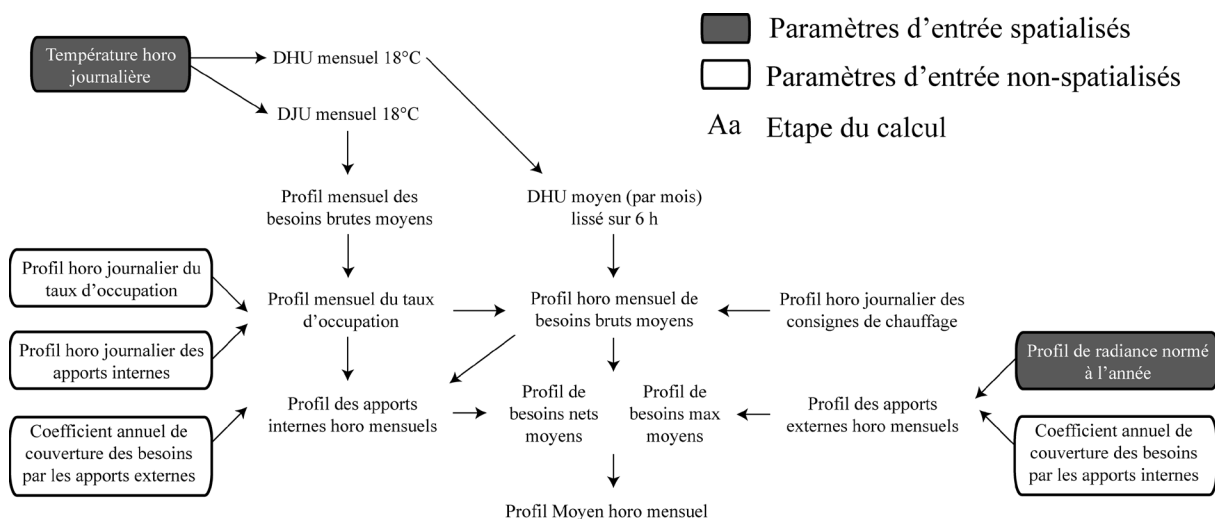 Température horo
journalière
DHU mensuel 18°C
DJU mensuel 18°C
Paramètres d'entrée spatialisés
Paramètres d'entrée non-spatialisés
Aa Etape du calcul
Profil mensuel des
besoins brutes moyens
DHU moyen (par mois)
lissé sur 6 h
Profil horo journalier du
taux d'occupation
Profil mensuel du taux
d'occupation
Profil horo mensuel de
besoins bruts moyens
Profil horo journalier des
consignes de chauffage
Profil horo journalier des
apports internes
Profil de radiance normé
à l'année
Coefficient annuel de
couverture des besoins
par les apports externes
Profil des apports
internes horo mensuels
Profil de
besoins nets
moyens
Profil de
besoins max
moyens
Profil des apports
externes horo mensuels
Coefficient annuel de
couverture des besoins
par les apports internes
Profil Moyen horo mensuel